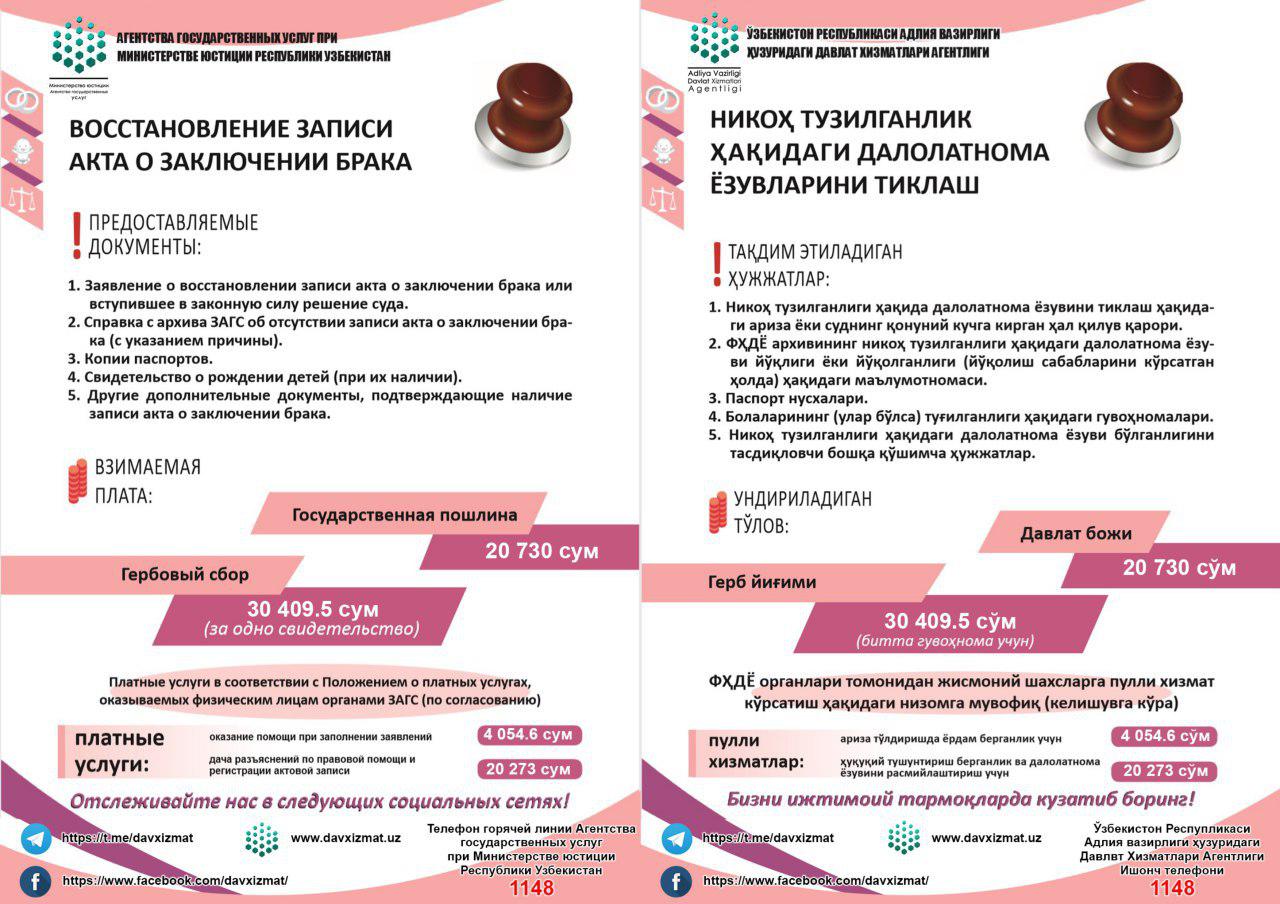 АГЕНТСТВА ГОСУДАРСТВЕННЫХ УСЛУГ ПРИ
МИНИСТЕРСТВЕ ЮСТИЦИИ РЕСПУБЛИКИ УЗБЕКИСТАН
Министерства юстиции
Агентство государственных
услуг
ВОССТАНОВЛЕНИЕ ЗАПИСИ
АКТА О ЗАКЛЮЧЕНИИ БРАКА
ПРЕДОСТАВЛЯЕМЫЕ
ДОКУМЕНТЫ:
1. Заявление о восстановлении записи акта о заключении брака или
вступившее в законную силу решение суда.
2. Справка с архива ЗАГС об отсутствии записи акта о заключении бра-
ка (с указанием причины).
3. Копии паспортов.
4. Свидетельство о рождении детей (при их наличии).
5. Другие дополнительные документы, подтверждающие наличие
записи акта о заключении брака.
ВЗИМАЕМАЯ
ПЛАТА:
Государственная пошлина
20 730 сум
Гербовый сбор
30 409.5 сум
(за одно свидетельство)
Платные услуги в соответствии с Положением о платных услугах,
оказываемых физическим лицам органами ЗАГС (по согласованию)
платные
услуги:
оказание помощи при заполнении заявлений
4 054.6 сум
дача разъяснений по правовой помощи и
регистрации актовой записи
20 273 сум
Отслеживайте нас в следующих социальных сетях!
https://t.me/davxizmat
www.davxizmat.uz
https://www.facebook.com/davxizmat/
Телефон горячей линии Агентства
государственных услуг
при Министерстве юстиции
Республики Узбекистан
1148
ЎЗБЕКИСТОН РЕСПУБЛИКАСИ АДЛИЯ ВАЗИРЛИГИ
ҲУЗУРИДАГИ ДАВЛАТ ХИЗМАТЛАРИ АГЕНТЛИГИ
Adliya Vazirligi
Davlat Xizmatlari
Agentligi
НИКОҲ ТУЗИЛГАНЛИК
ҲАҚИДАГИ ДАЛОЛАТНОМА
ЁЗУВЛАРИНИ ТИКЛАШ
ТАҚДИМ ЭТИЛАДИГАН
ҲУЖЖАТЛАР:
1. Никоҳ тузилганлиги ҳақида далолатнома ёзувини тиклаш ҳақида-
ги ариза ёки суднинг қонуний кучга кирган ҳал қилув қарори.
2. ФҲДЁ архивининг никоҳ тузилганлиги ҳақидаги далолатнома ёзу-
ви йўқлиги ёки йўқолганлиги (йўқолиш сабабларини кўрсатган
ҳолда) ҳақидаги маълумотномаси.
3. Паспорт нусхалари.
4. Болаларининг (улар бўлса) туғилганлиги ҳақидаги гувоҳномалари.
5. Никоҳ тузилганлиги ҳақидаги далолатнома ёзуви бўлганлигини
тасдиқловчи бошқа қўшимча ҳужжатлар.
УНДИРИЛАДИГАН
ТЎЛОВ:
Давлат божи
20 730 сўм
Герб йиғими
30 409.5 сўм
(битта гувоҳнома учун)
ФҲДЁ органлари томонидан жисмоний шахсларга пулли хизмат
кўрсатиш ҳақидаги низомга мувофиқ (келишувга кўра)
пулли
хизматлар:
ариза тўлдиришда ёрдам берганлик учун
4 054.6 сўм
ҳуқуқий тушунтириш берганлик ва далолатнома
ёзувини расмийлаштириш учун
20 273 сўм
Бизни ижтимоий тармоқларда кузатиб боринг!
https://t.me/davxizmat
www.davxizmat.uz
https://www.facebook.com/davxizmat/
Ўзбекистон Респупликаси
Адлия вазирлиги ҳузуридаги
Давлвт Хизматлари Агентлиги
Ишонч телефони
1148